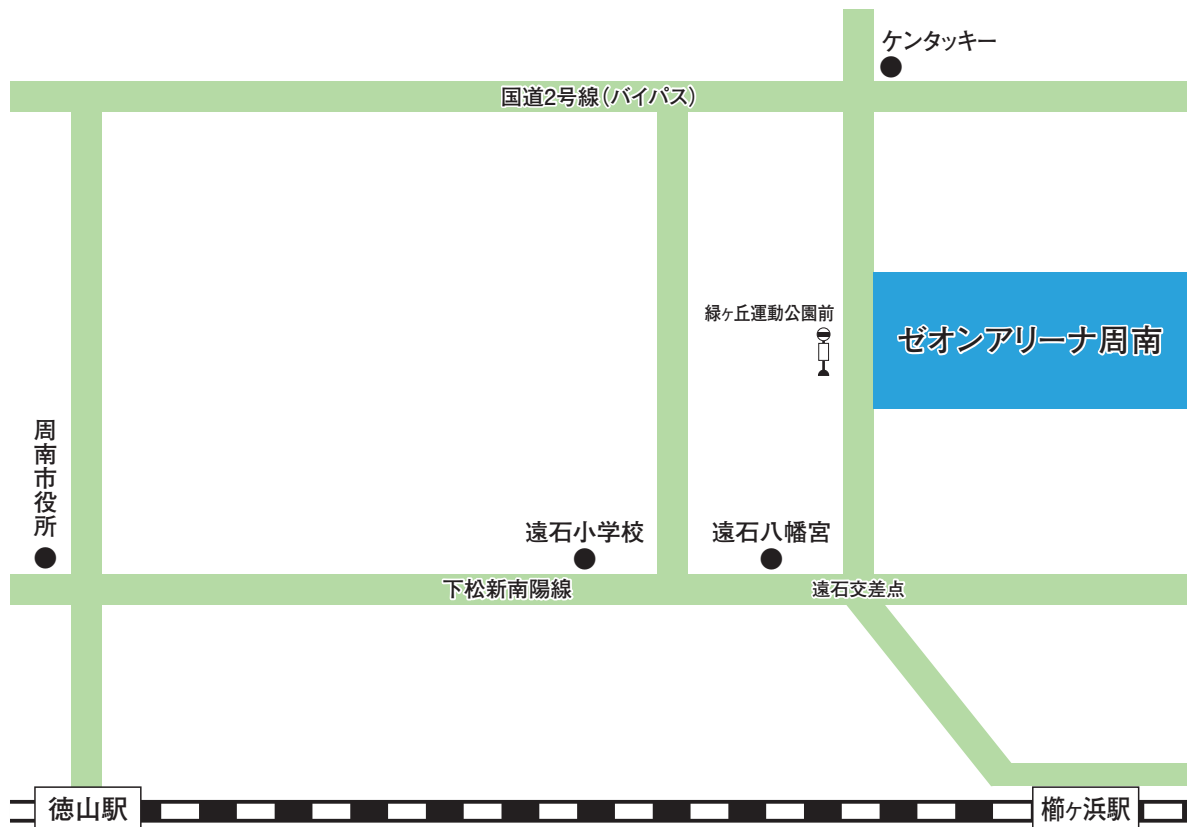 ケンタッキー
国道2号線(バイパス)
緑ヶ丘運動公園前
ゼオンアリーナ周南
周南市役所
遠石小学校
遠石八幡宮
下松新南陽線
遠石交差点
徳山駅
櫛ヶ浜駅